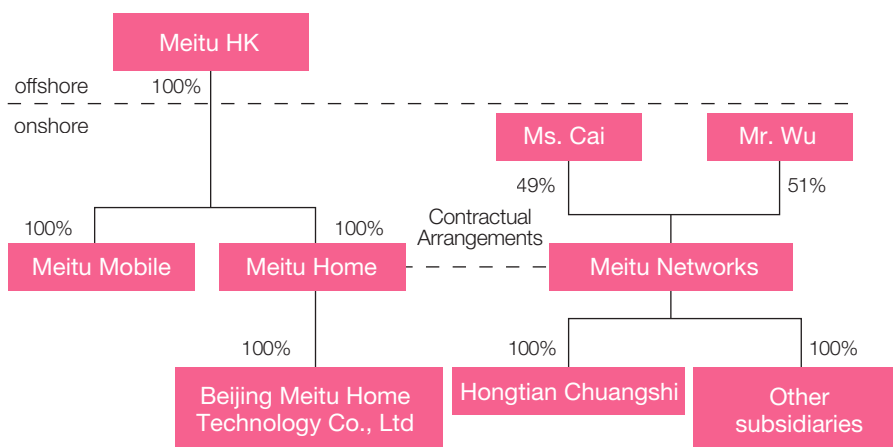 Meitu HK
offshore
100%
onshore
Ms. Cai
Mr. Wu
49%
51%
100%
100%
Contractual
Arrangements
Meitu Mobile
Meitu Home
Meitu Networks
100%
100%
100%
Beijing Meitu Home
Technology Co., Ltd
Hongtian Chuangshi
Other
subsidiaries